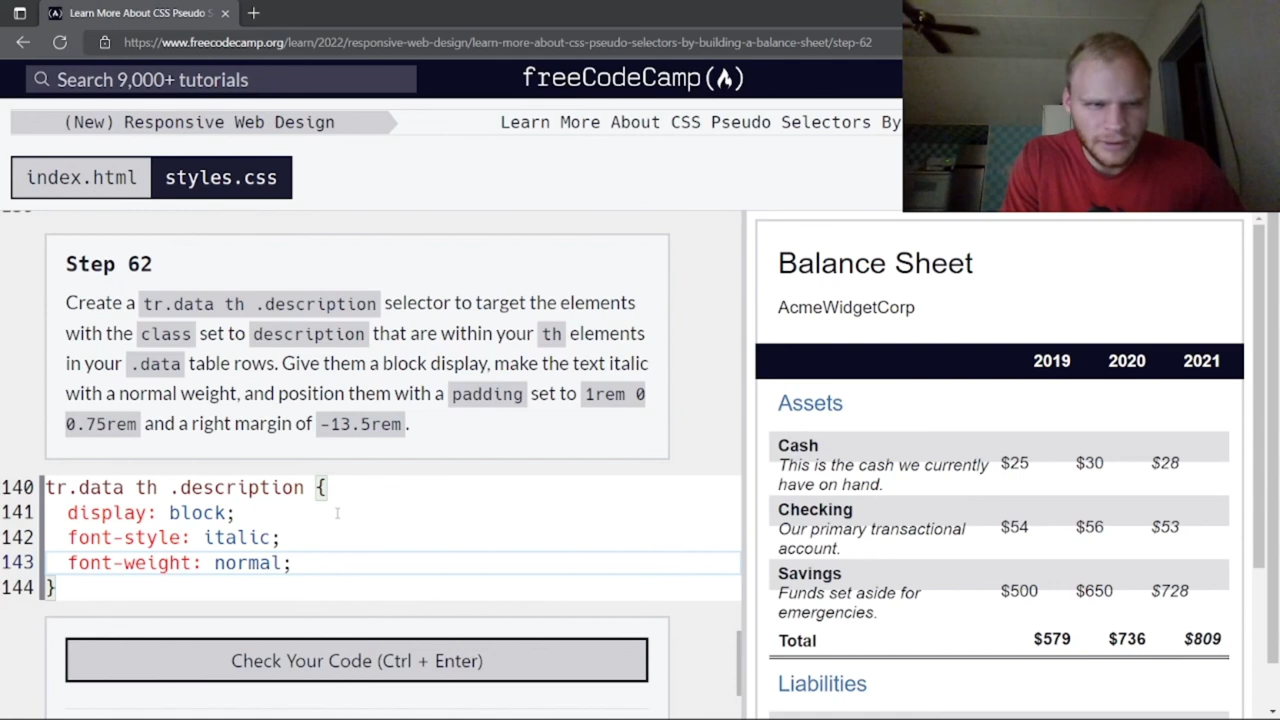 Learn More About CSS Pseudo S
https://www.freecodecamp.org/learn/2022/responsive-web-design/learn-more-about-css-pseudo-selectors-by-building-a-balance-sheet/step-62
Search 9,000+ tutorials
freeCodeCamp
(New) Responsive Web Design
Learn More About CSS Pseudo Selectors By
index.html
styles.css
Step 62
Create a tr.data th .description selector to target the elements
with the class set to description that are within your th elements
in your .data table rows. Give them a block display, make the text italic
with a normal weight, and position them with a padding set to 1rem 0
0.75rem and a right margin of -13.5rem.
140 tr.data th .description {
141 display: block;
142 font-style: italic;
143 font-weight: normal;
144 }
Check Your Code (Ctrl + Enter)
Balance Sheet
AcmeWidgetCorp
2019 2020 2021
Assets
Cash
This is the cash we currently
have on hand.
$25 $30 $28
Checking
Our primary transactional
account.
$54 $56 $53
Savings
Funds set aside for
emergencies.
$500 $650 $728
Total $579 $736 $809
Liabilities